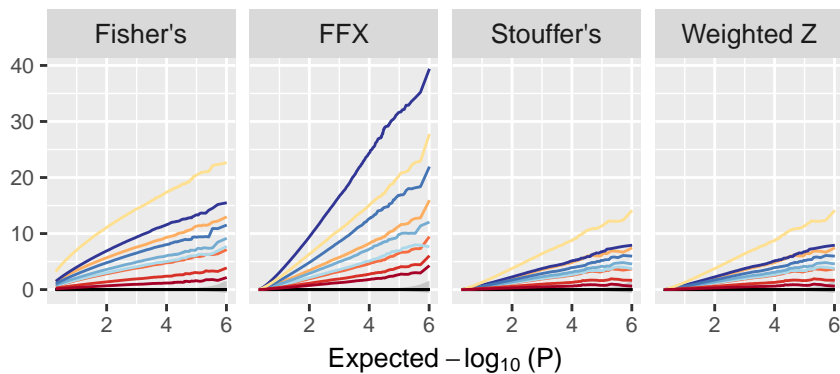 Fisher's FFX Stouffer's Weighted Z
40
30
20
10
0
2 4 6 2 4 6 2 4 6 2 4 6
Expected −log₁₀ (P)